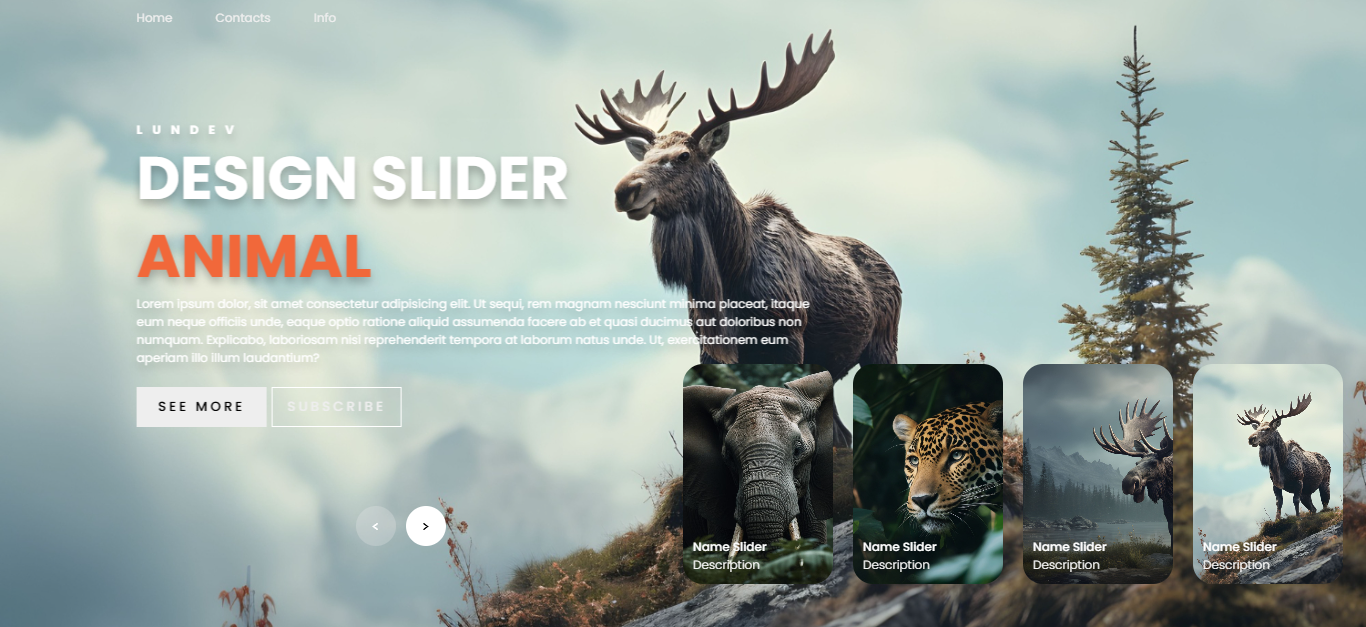 Home Contacts Info
LUNDEV
DESIGN SLIDER
ANIMAL
Lorem ipsum dolor, sit amet consectetur adipisicing elit. Ut sequi, rem magnam nesciunt minima placeat, itaque
eum neque officiis unde, eaque optio ratione aliquid assumenda facere ab et quasi ducimus aut doloribus non
numquam. Explicabo, laboriosam nisi reprehenderit tempora at laborum natus unde. Ut, exercitationem eum
aperiam illo illum laudantium?
SEE MORE SUBSCRIBE
< >
Name Slider
Description
Name Slider
Description
Name Slider
Description
Name Slider
Description